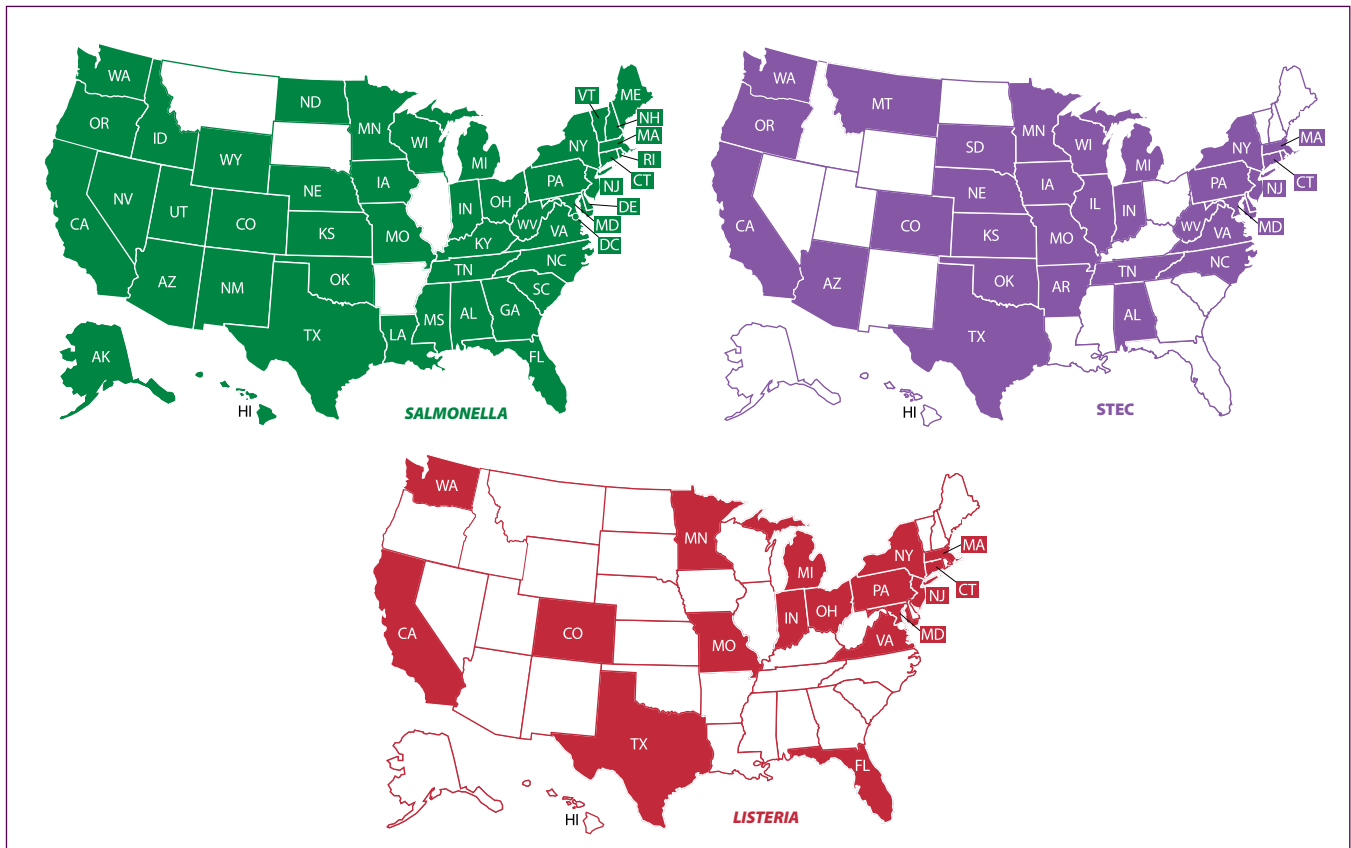 WA
OR
ID
ND
MN
WI
MI
ME
VT
NH
MA
RI
CT
NY
PA
NJ
DE
MD
DC
WY
NE
IA
NV
UT
CO
KS
MO
IN
OH
WV
VA
KY
CA
AZ
NM
OK
TX
TN
NC
SC
MS
AL
GA
LA
FL
AK
HI
SALMONELLA
WA
OR
MT
SD
MN
WI
MI
NY
MA
CT
NJ
PA
MD
NE
IA
IL
IN
WV
VA
CA
CO
KS
MO
AZ
OK
AR
TN
NC
TX
AL
HI
STEC
WA
MN
MI
NY
MA
CT
NJ
PA
MD
IN
OH
VA
CA
CO
MO
TX
FL
HI
LISTERIA